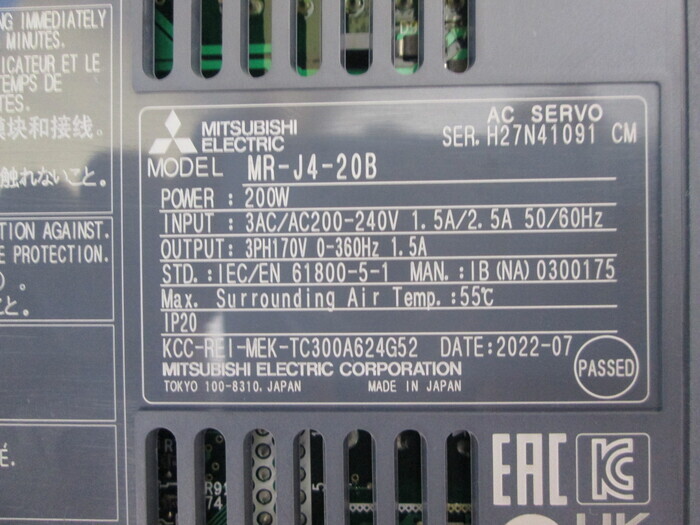 NG IMMEDIATELY
MINUTES.
ICATEUR ET LE
TEMPS DE
TES.
模块和接线。
触れないこと。
TION AGAINST.
E PROTECTION.
。
と。
É.
MITSUBISHI
ELECTRIC
AC SERVO
SER. H27N41091 CM
MODEL MR-J4-20B
POWER : 200W
INPUT : 3AC/AC200-240V 1.5A/2.5A 50/60Hz
OUTPUT: 3PH170V 0-360Hz 1.5A
STD. : IEC/EN 61800-5-1 MAN. : IB (NA) 0300175
Max. Surrounding Air Temp. :55℃
IP20
KCC-REI-MEK-TC300A624G52 DATE:2022-07
MITSUBISHI ELECTRIC CORPORATION
TOKYO 100-8310, JAPAN MADE IN JAPAN
PASSED
R91
EAC